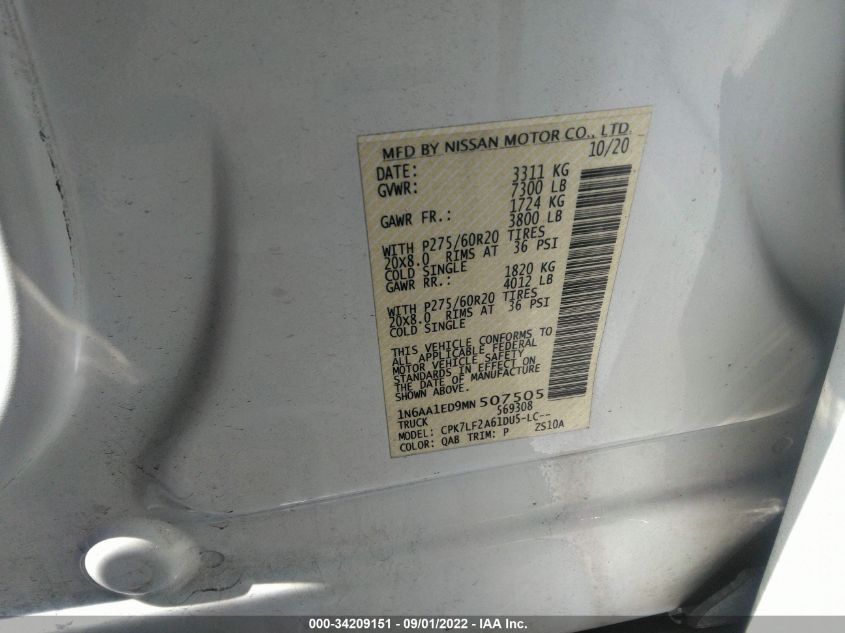 MFD BY NISSAN MOTOR CO., LTD.
DATE: 10/20
GVWR: 3311 KG
7300 LB
GAWR FR.: 1724 KG
3800 LB
WITH P275/60R20 TIRES
20X8.0 RIMS AT 36 PSI
COLD SINGLE
GAWR RR.: 1820 KG
4012 LB
WITH P275/60R20 TIRES
20X8.0 RIMS AT 36 PSI
COLD SINGLE
THIS VEHICLE CONFORMS TO
ALL APPLICABLE FEDERAL
MOTOR VEHICLE SAFETY
STANDARDS IN EFFECT ON
THE DATE OF MANUFACTURE
SHOWN ABOVE.
1N6AA1ED9MN507505
TRUCK 569308
MODEL: CPK7LF2A61DU5-LC--
COLOR: QAB TRIM: P ZS10A
000-34209151 - 09/01/2022 - IAA Inc.